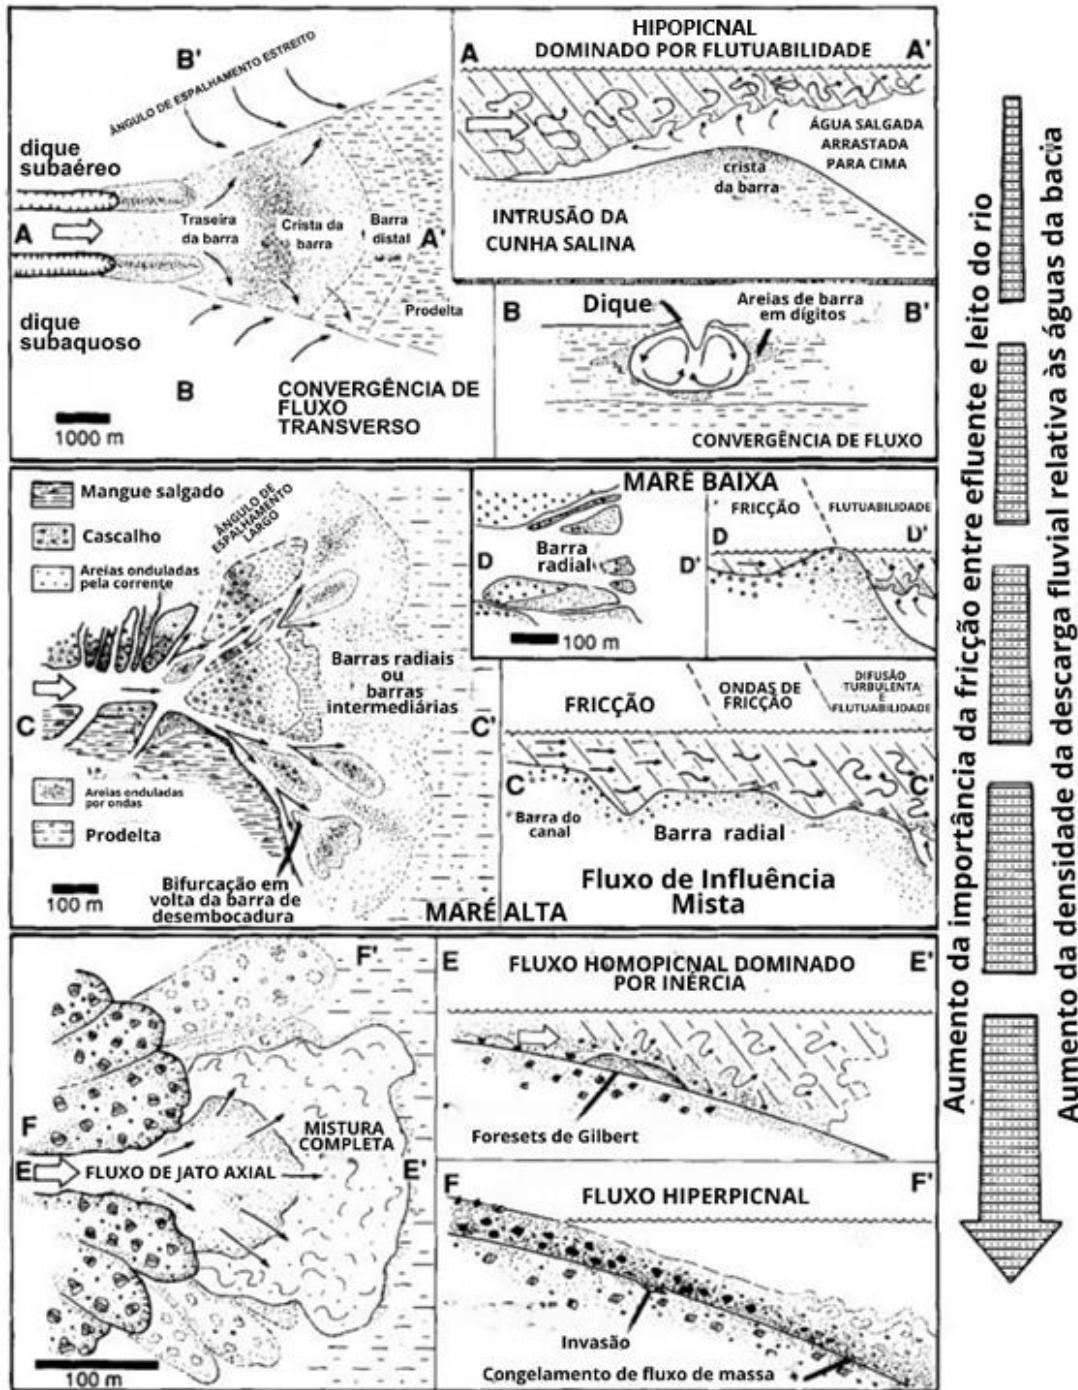 B'
ÂNGULO DE ESPALHAMENTO ESTREITO
dique
subaéreo
A
Traseira
da barra
Crista da
barra
Barra
distal
A'
Prodelta
dique
subaquoso
B
CONVERGÊNCIA DE
FLUXO
TRANSVERSO
1000 m
HIPOPICNAL
DOMINADO POR FLUTUABILIDADE
A
A'
ÁGUA SALGADA
ARRASTADA
PARA CIMA
crista
da barra
INTRUSÃO DA
CUNHA SALINA
B
Dique
Areias de barra
em dígitos
B'
CONVERGÊNCIA DE FLUXO
Mangue salgado
Cascalho
Areias onduladas
pela corrente
ÂNGULO DE
ESPALHAMENTO
LARGO
Barras radiais
ou
barras
intermediárias
C
C'
Areias onduladas
por ondas
Prodelta
100 m
Bifurcação em
volta da barra de
desembocadura
MARÉ ALTA
MARÉ BAIXA
D
Barra
radial
D'
100 m
FRICÇÃO
FLUTUABILIDADE
D
D'
FRICÇÃO
ONDAS DE
FRICÇÃO
DIFUSÃO
TURBULENTA
E
FLUTUABILIDADE
C
C'
Barra do
canal
Barra radial
Fluxo de Influência
Mista
F'
F
E
FLUXO DE JATO AXIAL
MISTURA
COMPLETA
E'
100 m
E
FLUXO HOMOPICNAL DOMINADO
POR INÉRCIA
E'
Foresets de Gilbert
F
FLUXO HIPERPICNAL
F'
Invasão
Congelamento de fluxo de massa
Aumento da importância da fricção entre efluente e leito do rio
Aumento da densidade da descarga fluvial relativa às águas da bacia